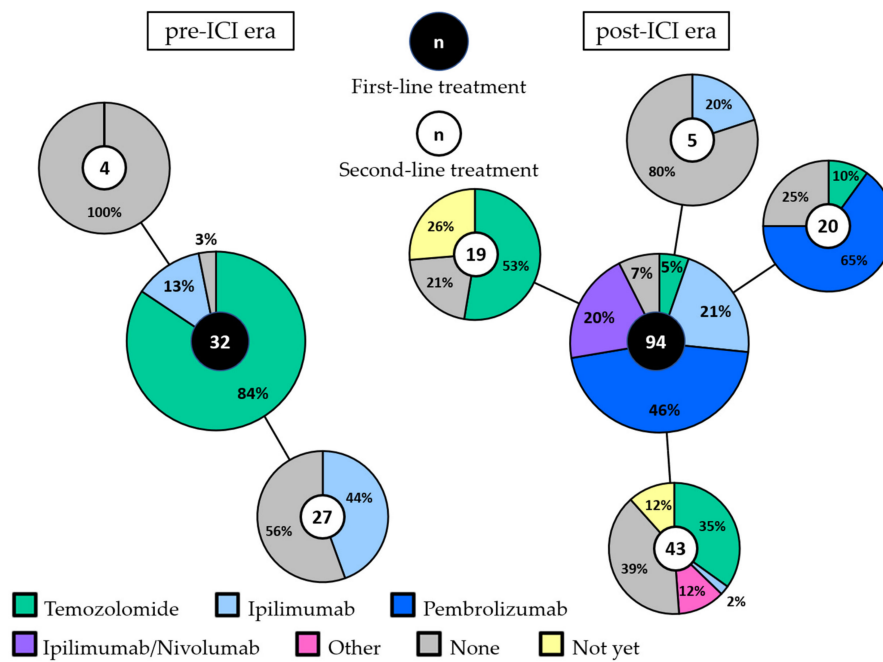 pre-ICI era
n
post-ICI era
First-line treatment
n
Second-line treatment
4
100%
3%
13%
32
84%
27
44%
56%
20%
5
80%
10%
25%
20
65%
26%
19
53%
21%
7%
5%
20%
21%
94
46%
12%
35%
43
39%
12%
2%
Temozolomide
Ipilimumab
Pembrolizumab
Ipilimumab/Nivolumab
Other
None
Not yet